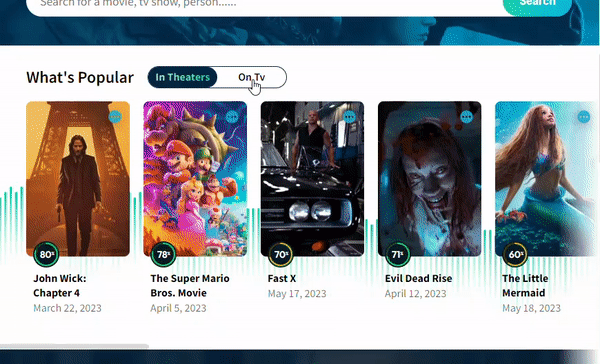 Search for a movie, tv show, person......
Search
What's Popular
In Theaters
On Tv
80%
78%
70%
71%
60%
John Wick:
Chapter 4
March 22, 2023
The Super Mario
Bros. Movie
April 5, 2023
Fast X
May 17, 2023
Evil Dead Rise
April 12, 2023
The Little
Mermaid
May 18, 2023